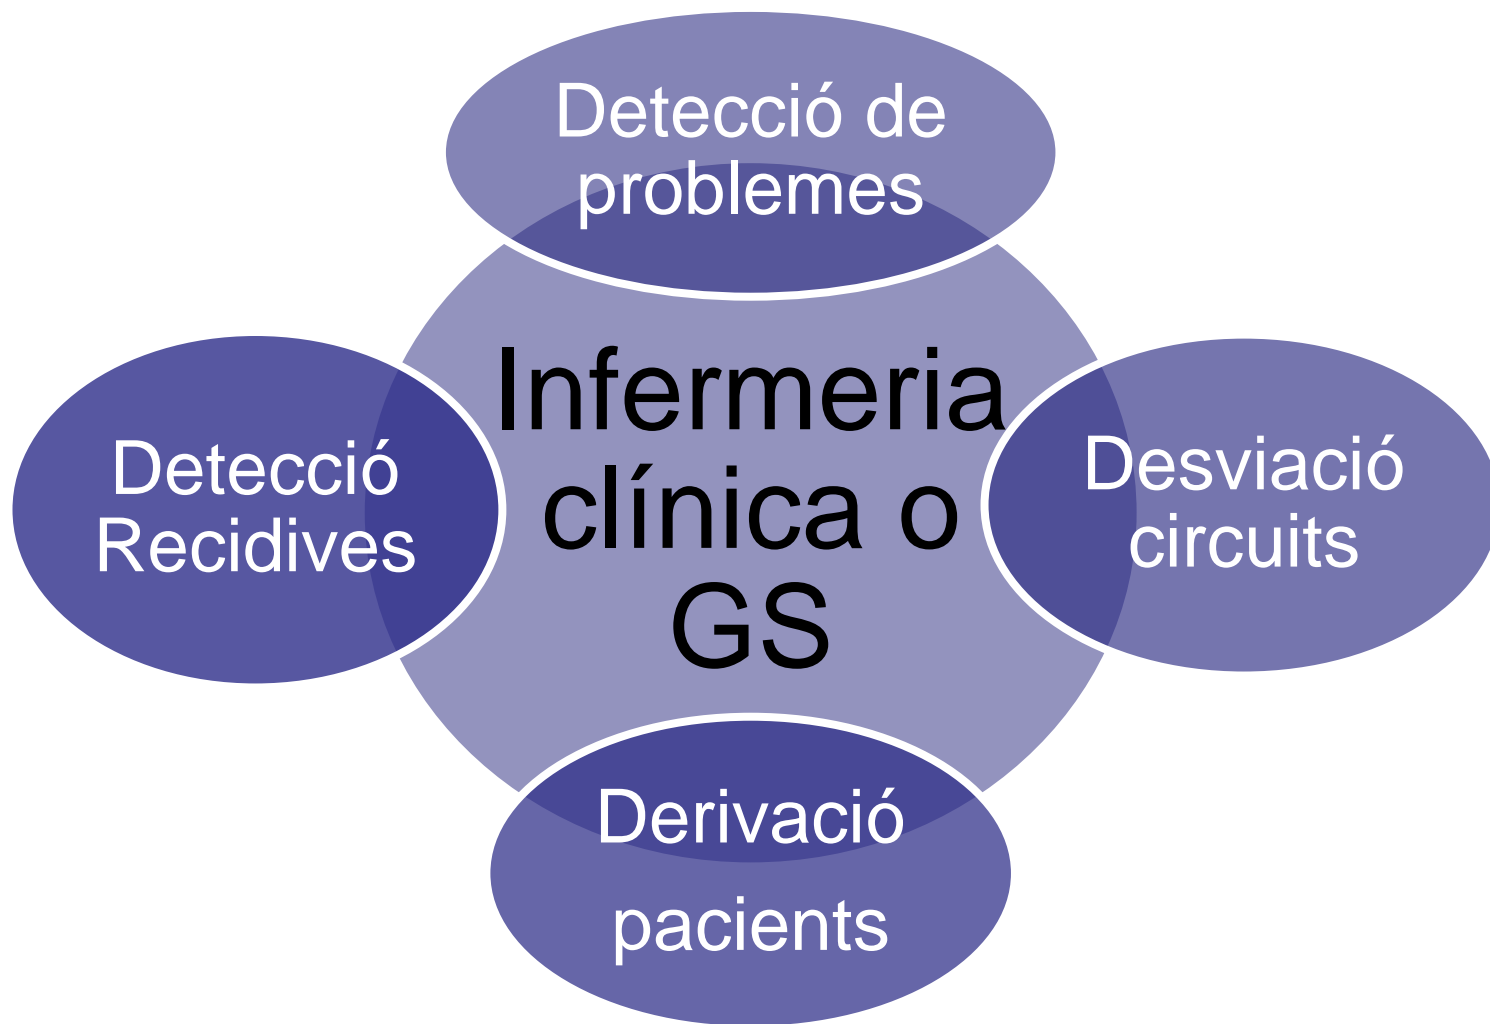 Detecció de
problemes
Infermeria
clínica o
GS
Detecció
Recidives
Desviació
circuits
Derivació
pacients